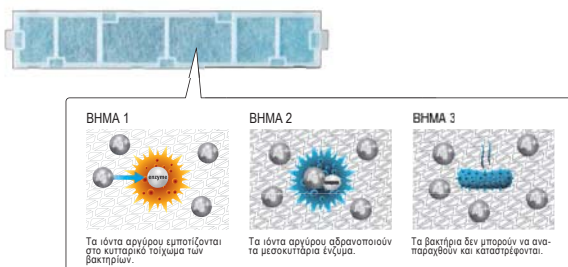 ΒΗΜΑ 1
ΒΗΜΑ 2
ΒΗΜΑ 3
enzyme
Τα ιόντα αργύρου εμποτίζονται
στο κυτταρικό τοίχωμα των
βακτηρίων.
Τα ιόντα αργύρου αδρανοποιούν
τα μεσοκυττάρια ένζυμα.
Τα βακτήρια δεν μπορούν να ανα-
παραχθούν και καταστρέφονται.